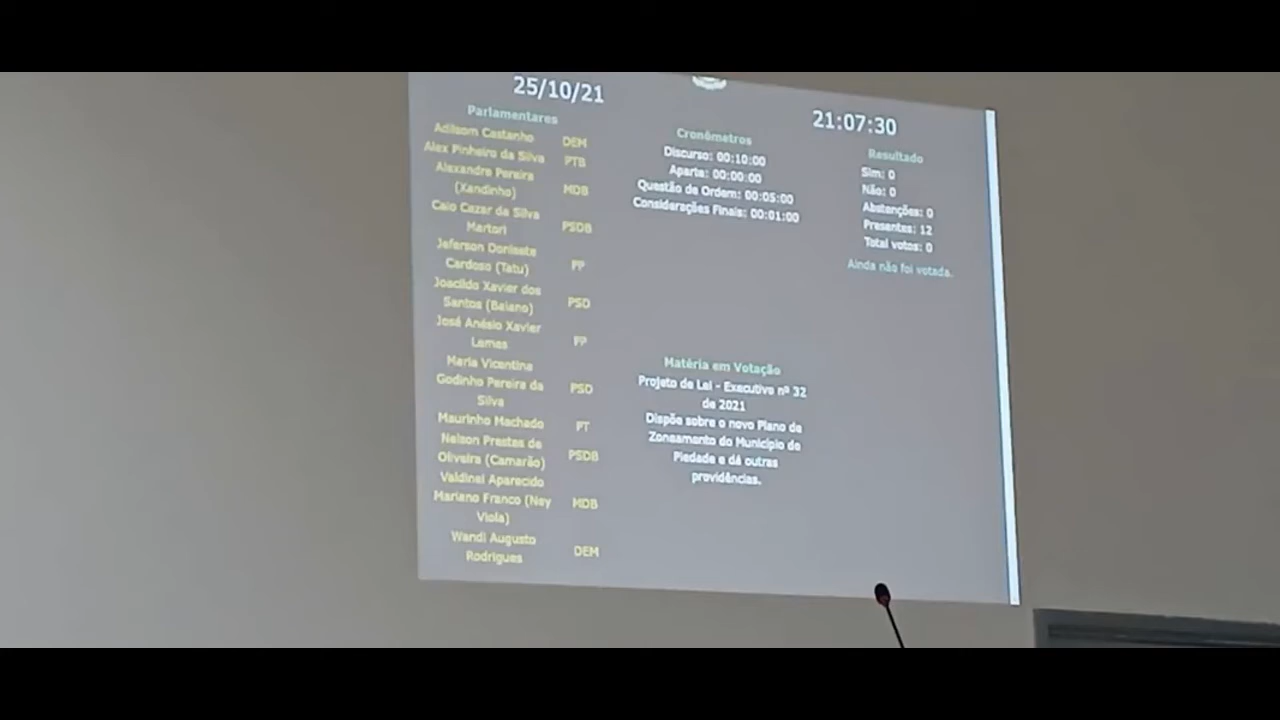 25/10/21
21:07:30
Parlamentares
Adilsom Castanho DEM
Alex Pinheiro da Silva PTB
Alexandre Pereira
(Xandinho) MDB
Caio Cezar da Silva
Martori PSDB
Jeferson Donisete
Cardoso (Tatu) PP
Joacildo Xavier dos
Santos (Baiano) PSD
José Anésio Xavier
Lemes PP
Maria Vicentina
Godinho Pereira da
Silva PSD
Maurinho Machado PT
Nelson Prestes de
Oliveira (Camarão) PSDB
Valdinei Aparecido
Mariano Franco (Ney
Viola) MDB
Wandi Augusto
Rodrigues DEM
Cronômetros
Discurso: 00:10:00
Aparte: 00:00:00
Questão de Ordem: 00:05:00
Considerações Finais: 00:01:00
Matéria em Votação
Projeto de Lei - Executivo nº 32
de 2021
Dispõe sobre o novo Plano de
Zoneamento do Município de
Piedade e dá outras
providências.
Resultado
Sim: 0
Não: 0
Abstenções: 0
Presentes: 12
Total votos: 0
Ainda não foi votada.